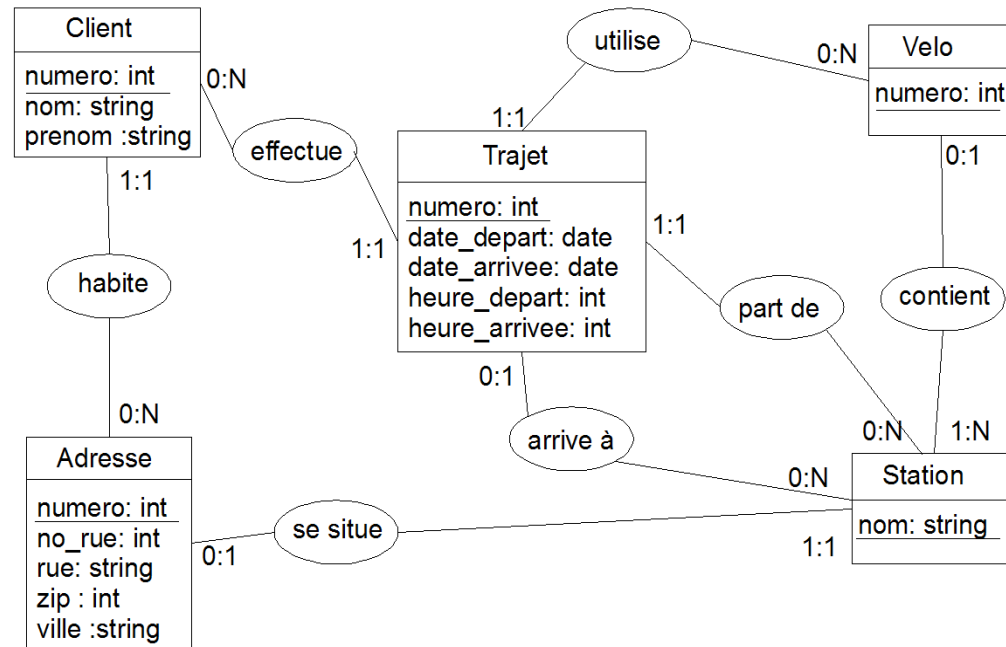 Client
numero: int
nom: string
prenom :string
0:N
1:1
effectue
1:1
utilise
1:1
0:N
Velo
numero: int
0:1
Trajet
numero: int
date_depart: date
date_arrivee: date
heure_depart: int
heure_arrivee: int
1:1
0:1
habite
part de
contient
0:N
arrive à
0:N
0:N
1:N
Adresse
numero: int
no_rue: int
rue: string
zip : int
ville :string
0:1
se situe
1:1
Station
nom: string